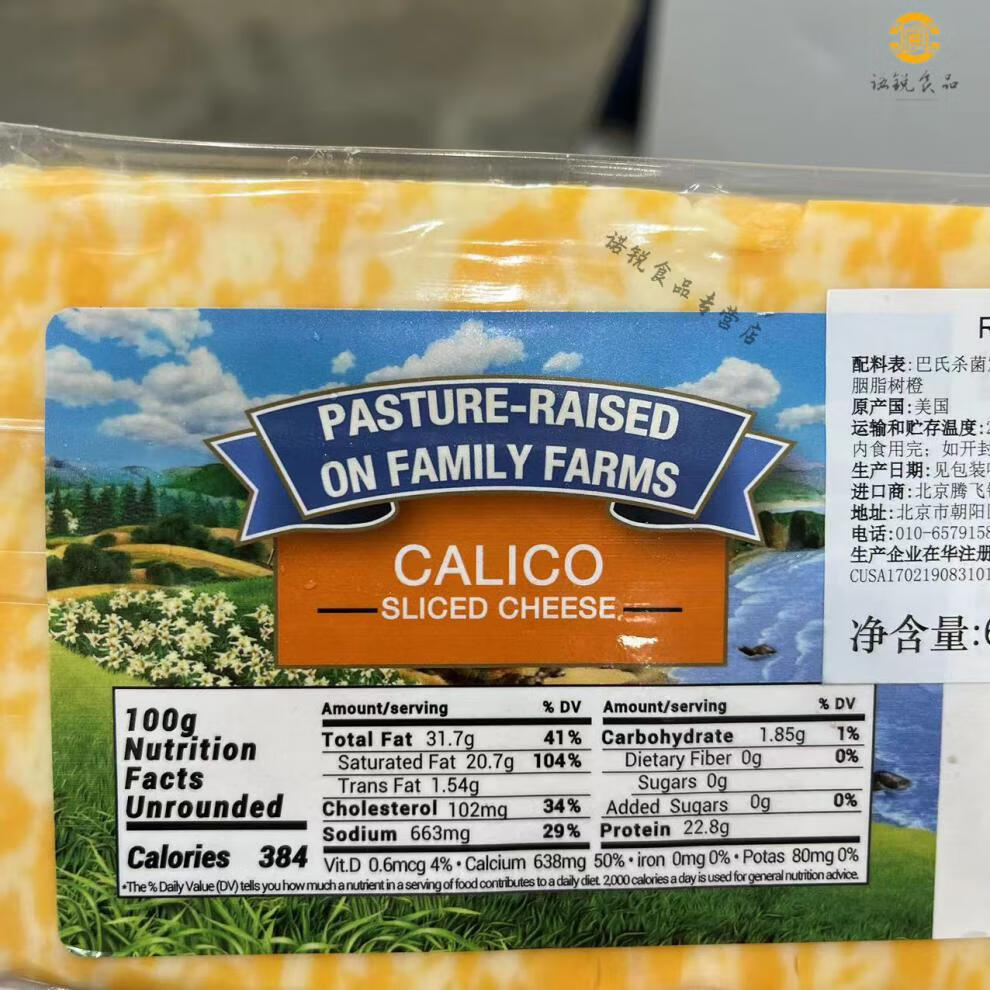 诺锐食品
诺锐食品专营店
PASTURE-RAISED
ON FAMILY FARMS
CALICO
SLICED CHEESE
配料表:巴氏杀菌
胭脂树橙
原产国:美国
运输和贮存温度:
内食用完；如开封
生产日期:见包装
进口商:北京腾飞
地址:北京市朝阳
电话:010-6579158
生产企业在华注册
CUSA170219083101
净含量:6
100g
Nutrition
Facts
Unrounded
Calories 384
Amount/serving % DV
Total Fat 31.7g 41%
Saturated Fat 20.7g 104%
Trans Fat 1.54g
Cholesterol 102mg 34%
Sodium 663mg 29%
Amount/serving % DV
Carbohydrate 1.85g 1%
Dietary Fiber 0g 0%
Sugars 0g
Added Sugars 0g 0%
Protein 22.8g
Vit.D 0.6mcg 4% • Calcium 638mg 50% • iron 0mg 0% • Potas 80mg 0%
•The % Daily Value (DV) tells you how much a nutrient in a serving of food contributes to a daily diet. 2,000 calories a day is used for general nutrition advice.